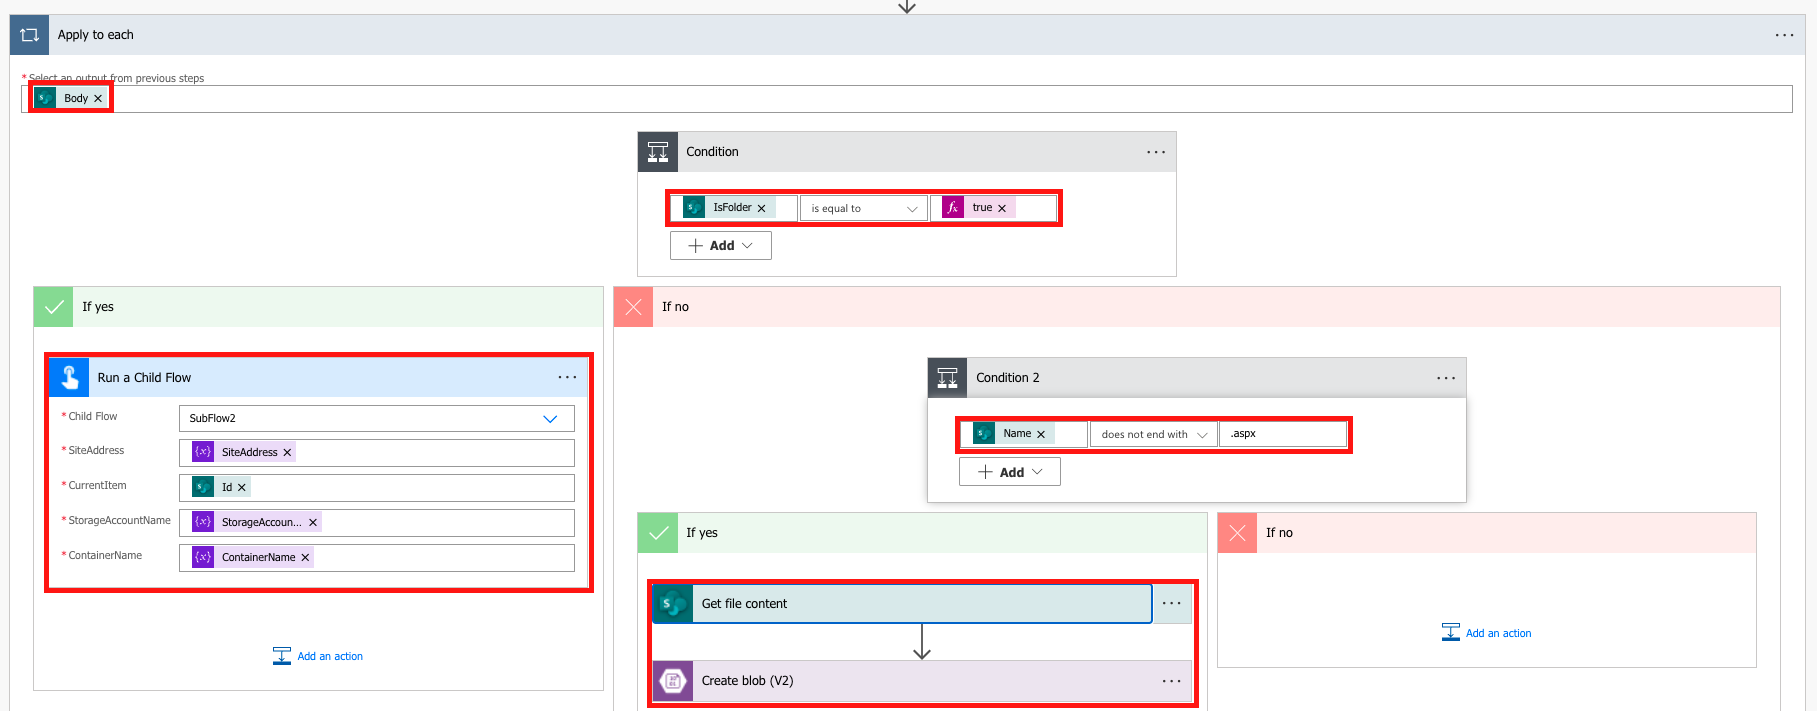 Apply to each
* Select an output from previous steps
Body
Condition
IsFolder is equal to fx true
Add
If yes
If no
Run a Child Flow
* Child Flow SubFlow2
* SiteAddress {x} SiteAddress
* CurrentItem Id
* StorageAccountName {x} StorageAccoun...
* ContainerName {x} ContainerName
Add an action
Condition 2
Name does not end with .aspx
Add
If yes
Get file content
Create blob (V2)
If no
Add an action